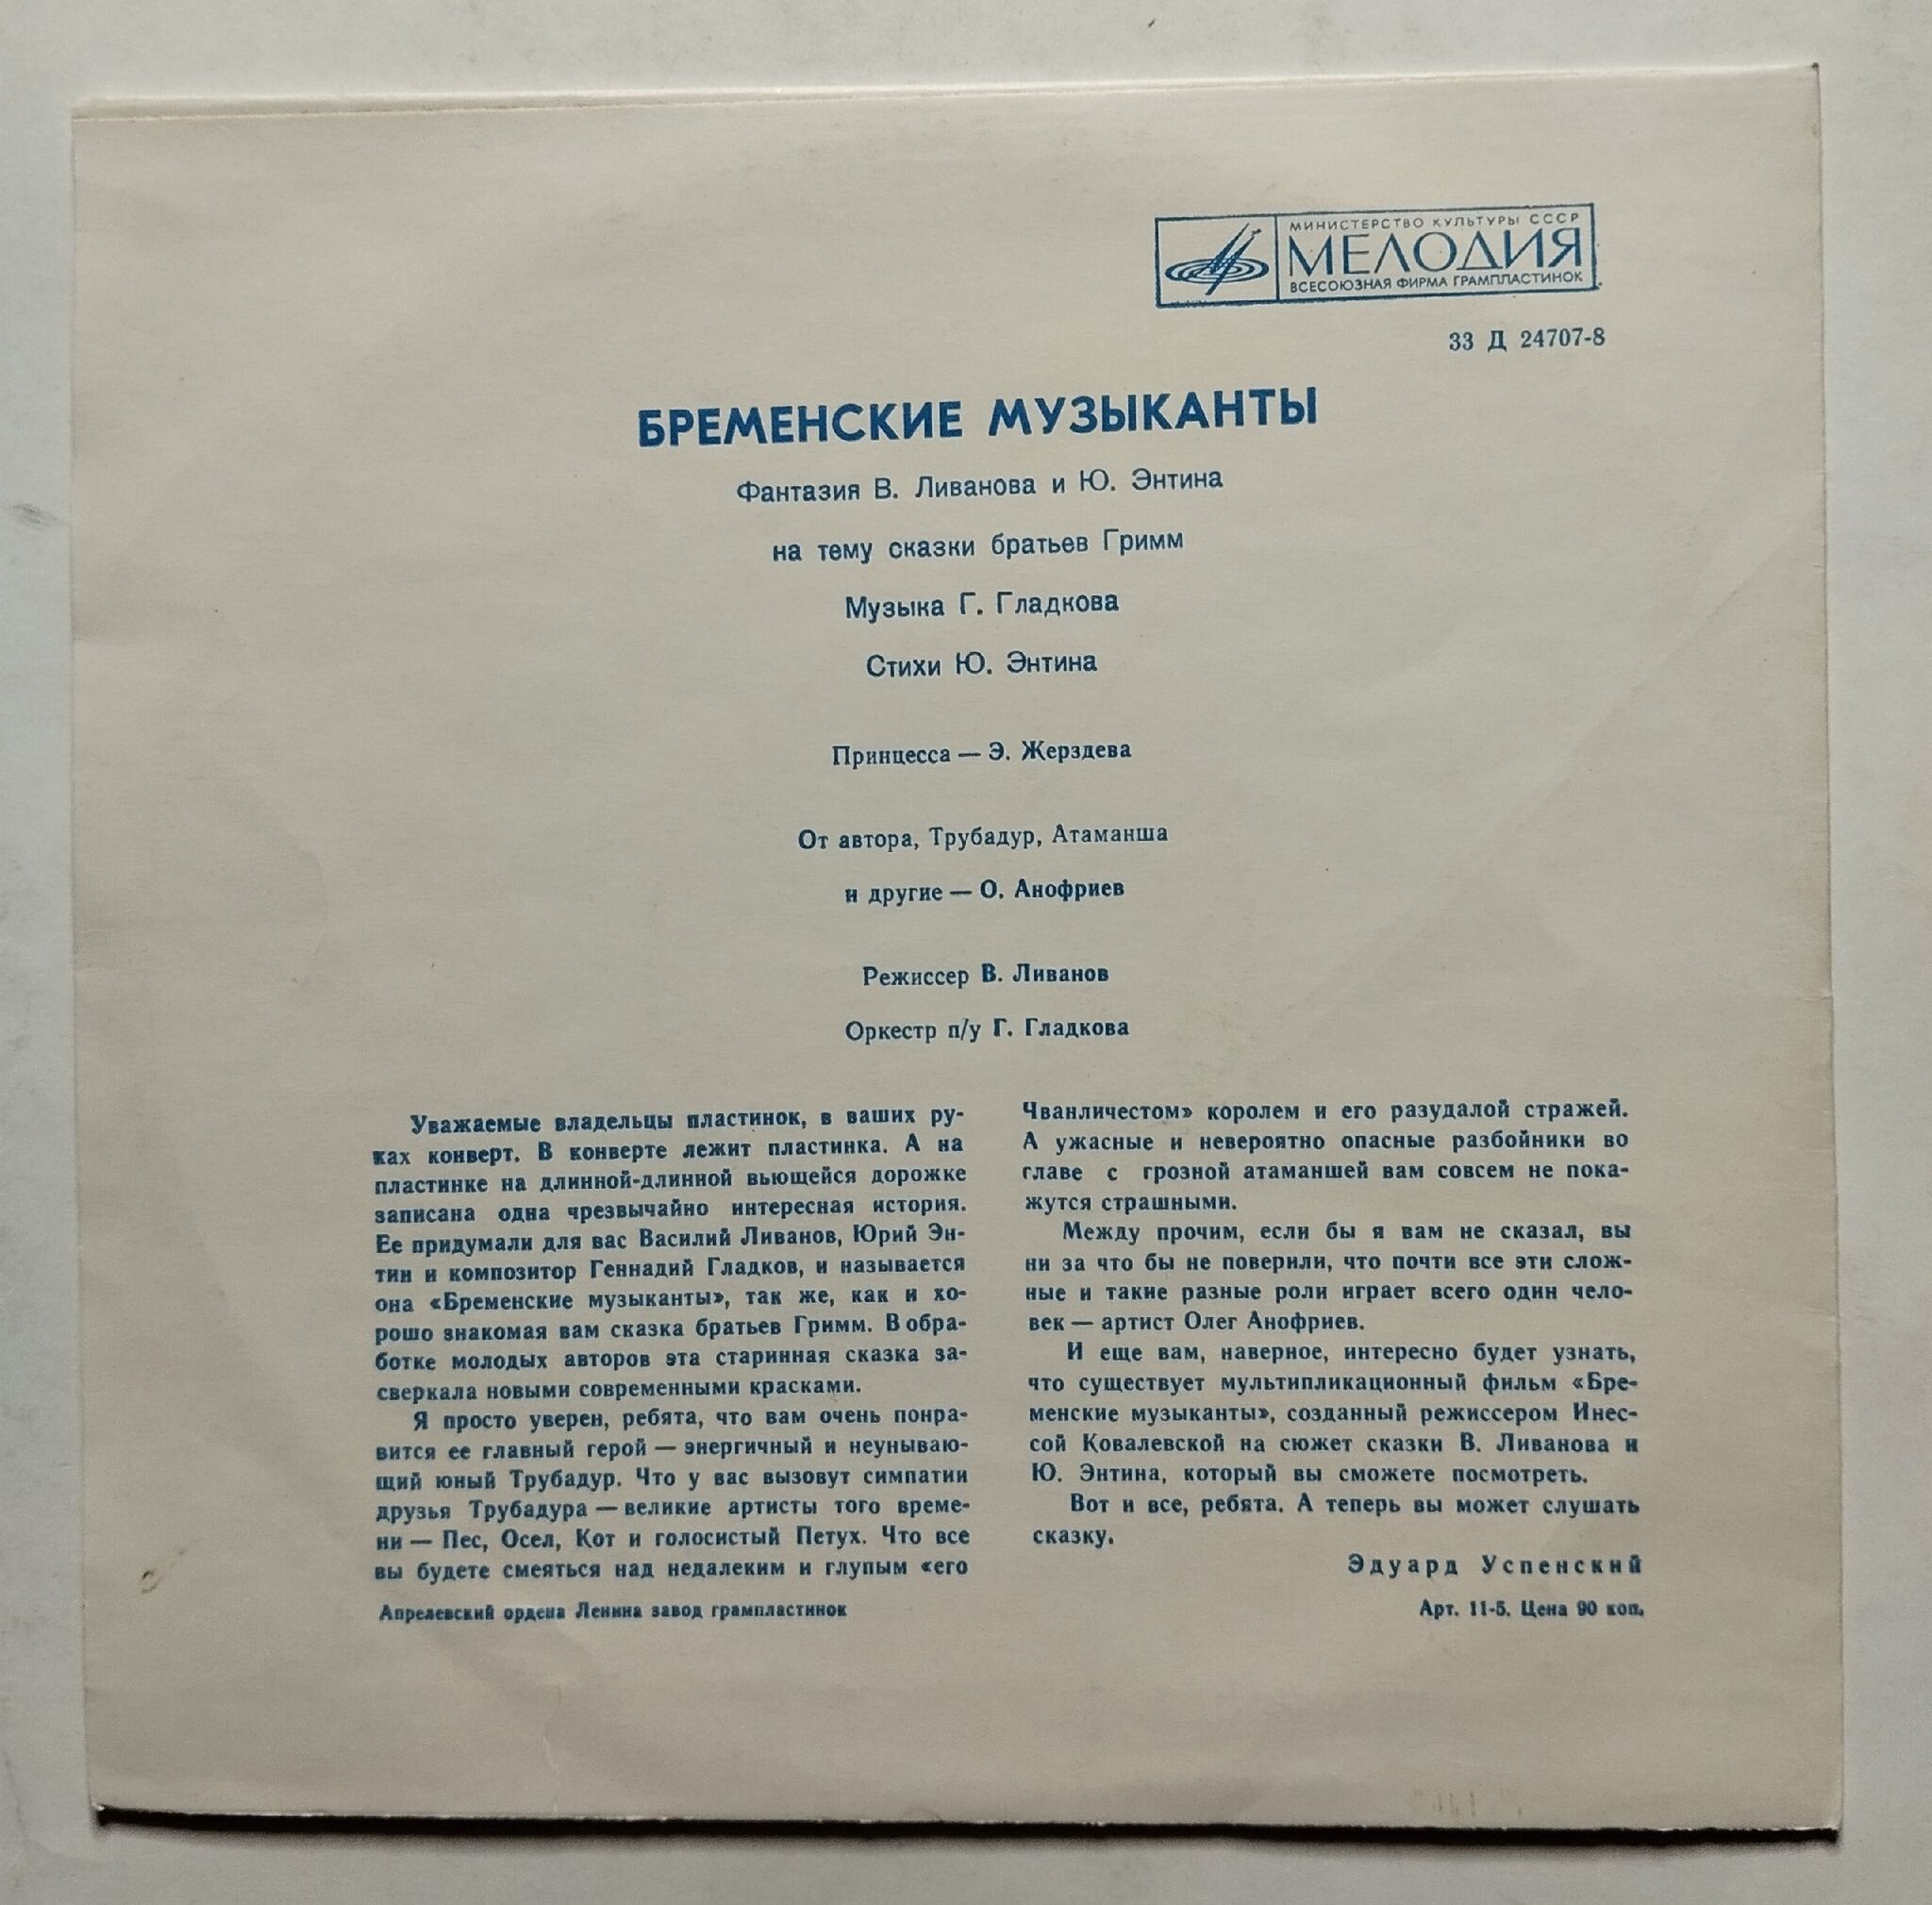 МИНИСТЕРСТВО КУЛЬТУРЫ СССР
МЕЛОДИЯ
ВСЕСОЮЗНАЯ ФИРМА ГРАМПЛАСТИНОК
33 Д 24707-8
БРЕМЕНСКИЕ МУЗЫКАНТЫ
Фантазия В. Ливанова и Ю. Энтина
на тему сказки братьев Гримм
Музыка Г. Гладкова
Стихи Ю. Энтина
Принцесса — Э. Жерздева
От автора, Трубадур, Атаманша
и другие — О. Анофриев
Режиссер В. Ливанов
Оркестр п/у Г. Гладкова
Уважаемые владельцы пластинок, в ваших ру-
ках конверт. В конверте лежит пластинка. А на
пластинке на длинной-длинной вьющейся дорожке
записана одна чрезвычайно интересная история.
Ее придумали для вас Василий Ливанов, Юрий Эн-
тин и композитор Геннадий Гладков, и называется
она «Бременские музыканты», так же, как и хо-
рошо знакомая вам сказка братьев Гримм. В обра-
ботке молодых авторов эта старинная сказка за-
сверкала новыми современными красками.
Я просто уверен, ребята, что вам очень понра-
вится ее главный герой — энергичный и неунываю-
щий юный Трубадур. Что у вас вызовут симпатии
друзья Трубадура — великие артисты того време-
ни — Пес, Осел, Кот и голосистый Петух. Что все
вы будете смеяться над недалеким и глупым «его
Чванличестом» королем и его разудалой стражей.
А ужасные и невероятно опасные разбойники во
главе с грозной атаманшей вам совсем не пока-
жутся страшными.
Между прочим, если бы я вам не сказал, вы
ни за что бы не поверили, что почти все эти слож-
ные и такие разные роли играет всего один чело-
век — артист Олег Анофриев.
И еще вам, наверное, интересно будет узнать,
что существует мультипликационный фильм «Бре-
менские музыканты», созданный режиссером Инес-
сой Ковалевской на сюжет сказки В. Ливанова и
Ю. Энтина, который вы сможете посмотреть.
Вот и все, ребята. А теперь вы может слушать
сказку.
Эдуард Успенский
Апрелевский ордена Ленина завод грампластинок
Арт. 11-5. Цена 90 коп.